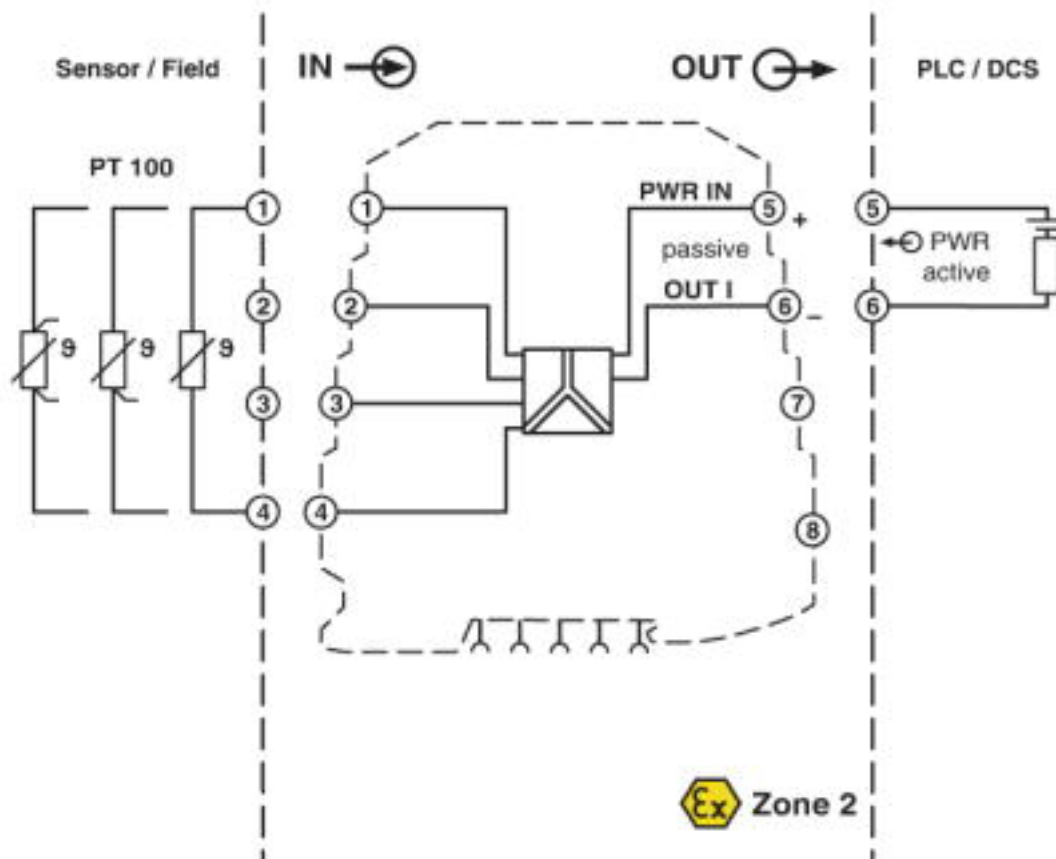 Sensor / Field
IN
OUT
PLC / DCS
PT 100
1
1
PWR IN
5
+
5
passive
PWR
active
2
2
OUT I
6
–
6
ϑ
ϑ
ϑ
3
3
7
4
4
8
Ex Zone 2